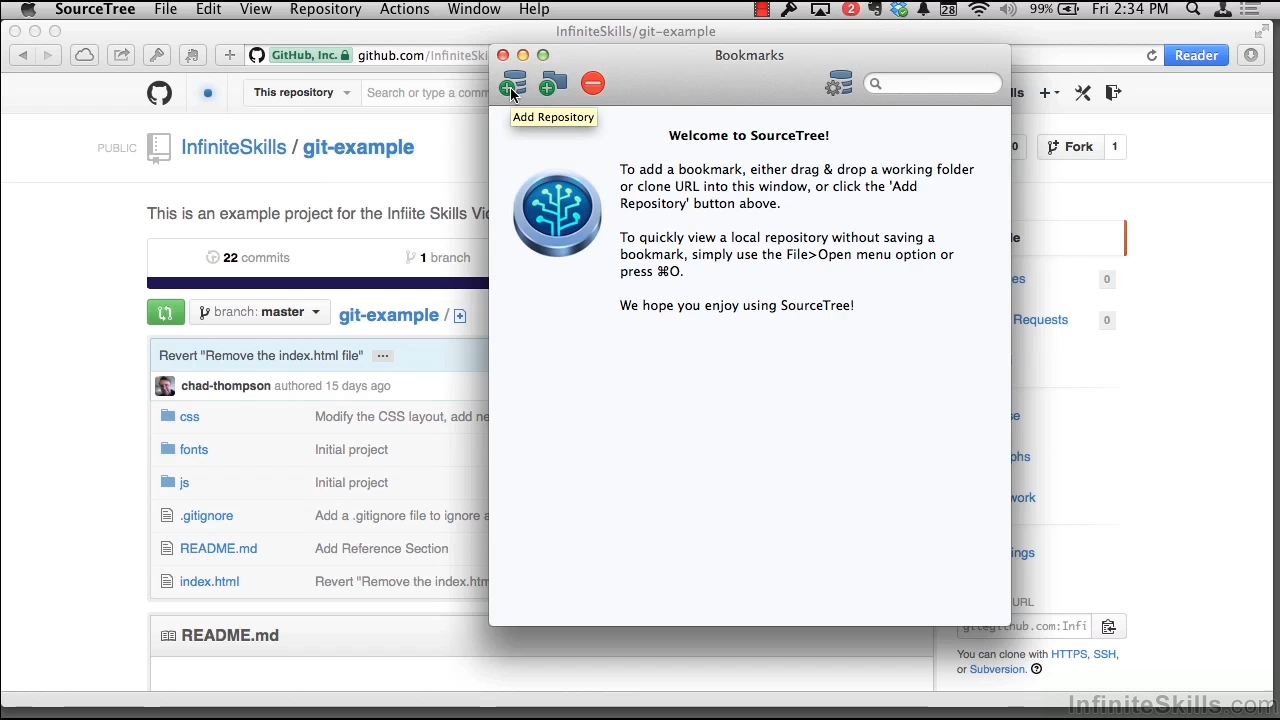 SourceTree File Edit View Repository Actions Window Help 2 28 99% Fri 2:34 PM
InfiniteSkills/git-example
GitHub, Inc. github.com/InfiniteSki
Reader
Bookmarks
This repository Search or type a comm
Add Repository
PUBLIC InfiniteSkills / git-example
0 Fork 1
Welcome to SourceTree!
To add a bookmark, either drag & drop a working folder
or clone URL into this window, or click the 'Add
Repository' button above.
To quickly view a local repository without saving a
bookmark, simply use the File>Open menu option or
press ⌘O.
We hope you enjoy using SourceTree!
This is an example project for the Infiite Skills Vi
22 commits 1 branch
branch: master git-example /
Revert "Remove the index.html file" ...
chad-thompson authored 15 days ago
css Modify the CSS layout, add ne
fonts Initial project
js Initial project
.gitignore Add a .gitignore file to ignore a
README.md Add Reference Section
index.html Revert "Remove the index.htm
README.md
0
Requests 0
URL
github.com:Infi
You can clone with HTTPS, SSH,
or Subversion.
InfiniteSkills.com